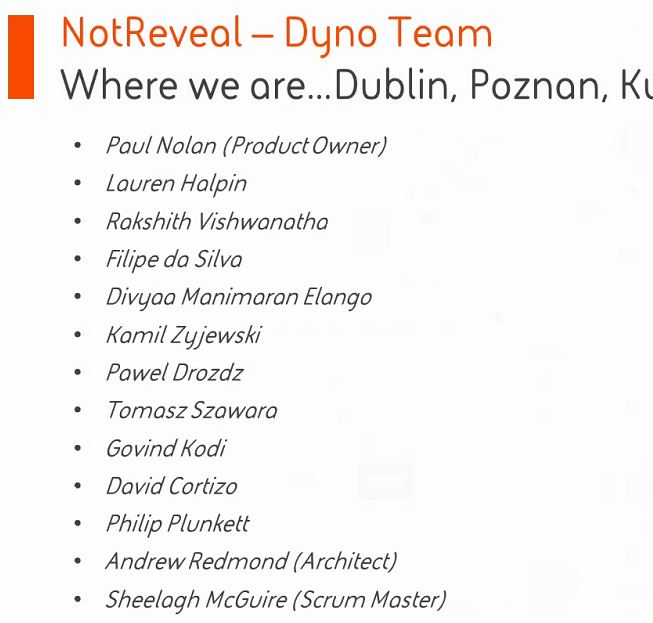 NotReveal – Dyno Team
Where we are...Dublin, Poznan,
• Paul Nolan (Product Owner)
• Lauren Halpin
• Rakshith Vishwanatha
• Filipe da Silva
• Divyaa Manimaran Elango
• Kamil Zyjewski
• Pawel Drozdz
• Tomasz Szawara
• Govind Kodi
• David Cortizo
• Philip Plunkett
• Andrew Redmond (Architect)
• Sheelagh McGuire (Scrum Master)